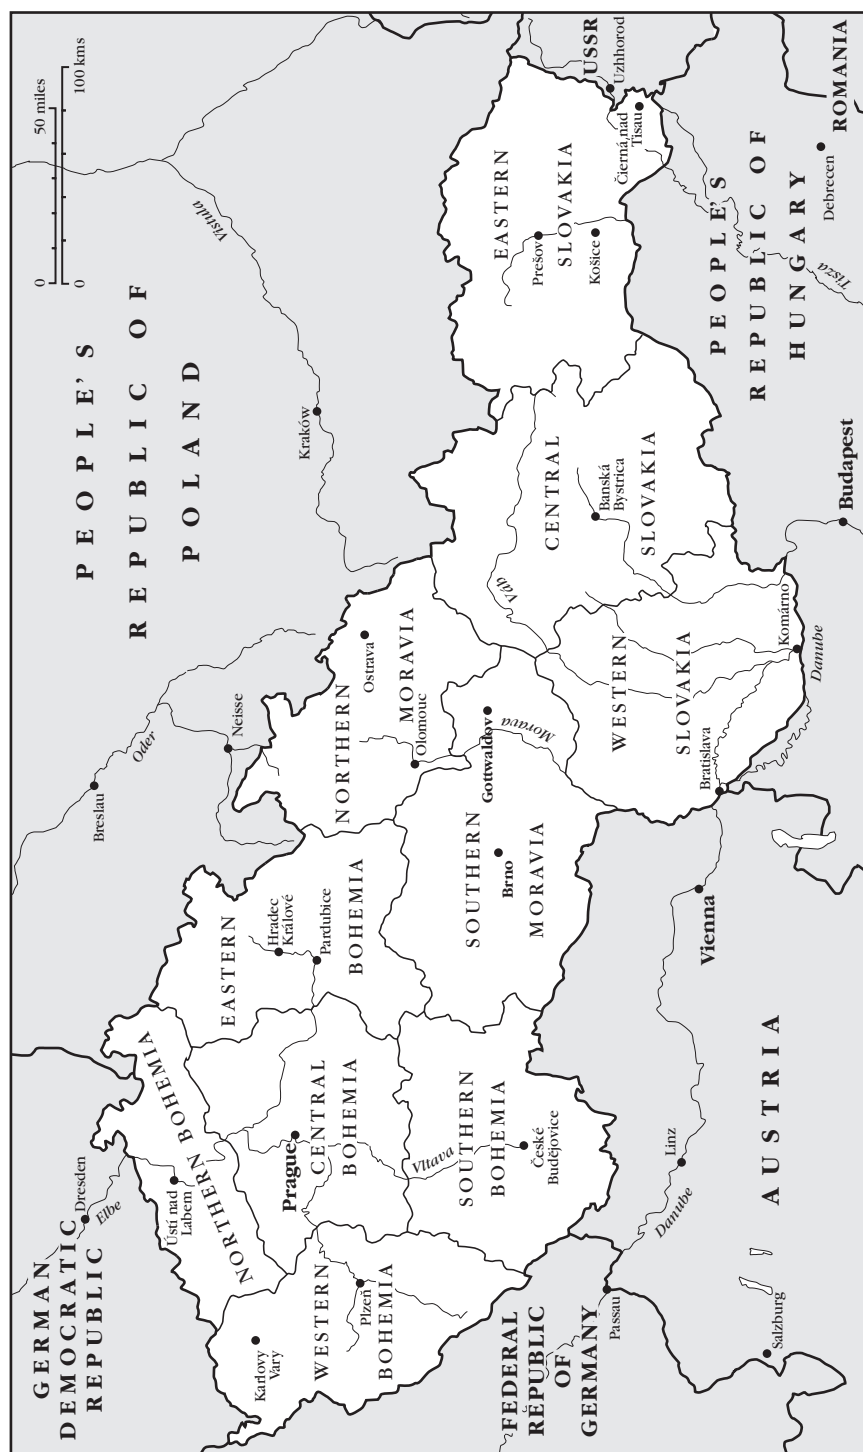 0 50 miles
0 100 kms
GERMAN
DEMOCRATIC
REPUBLIC
Dresden
Elbe
Breslau
Oder
Neisse
PEOPLE'S
REPUBLIC OF
POLAND
Vistula
Kraków
NORTHERN BOHEMIA
Ústí nad
Labem
Karlovy
Vary
WESTERN
BOHEMIA
Plzeň
Prague
CENTRAL
BOHEMIA
EASTERN
BOHEMIA
Hradec
Králové
Pardubice
SOUTHERN
BOHEMIA
Vltava
České
Budějovice
NORTHERN
MORAVIA
Ostrava
Olomouc
SOUTHERN
MORAVIA
Brno
Gottwaldov
Morava
WESTERN
SLOVAKIA
Bratislava
Komárno
Danube
CENTRAL
SLOVAKIA
Váh
Banská
Bystrica
EASTERN
SLOVAKIA
Prešov
Košice
Čierná nad
Tisau
USSR
Uzhhorod
FEDERAL
REPUBLIC
OF
GERMANY
Passau
Salzburg
Linz
Danube
AUSTRIA
Vienna
Budapest
PEOPLE'S
REPUBLIC OF
HUNGARY
Tisza
Debrecen
ROMANIA